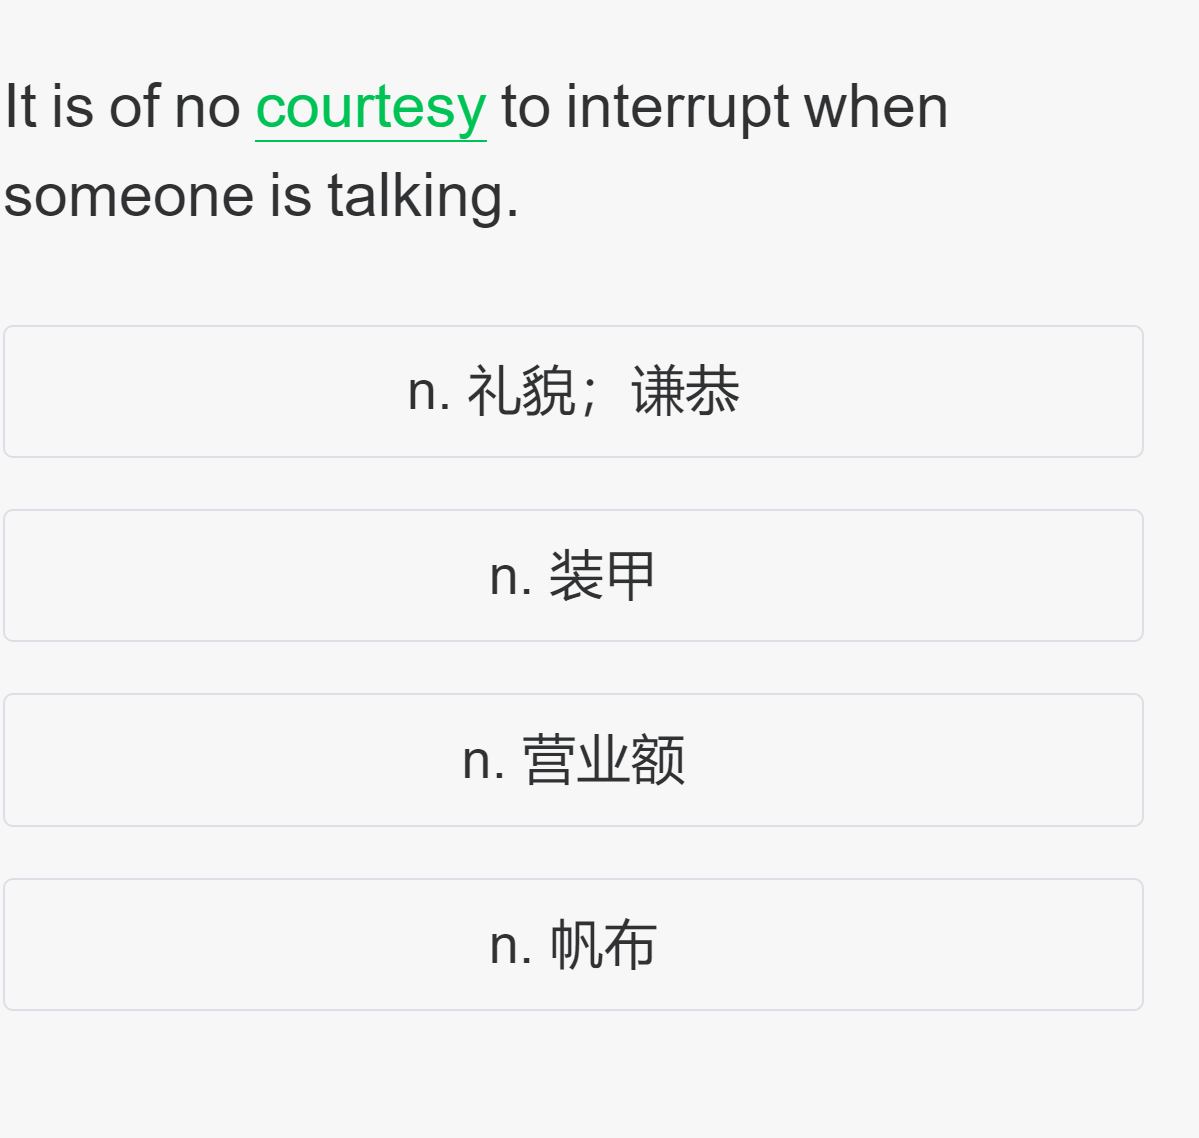 It is of no courtesy to interrupt when
someone is talking.
n. 礼貌；谦恭
n. 装甲
n. 营业额
n. 帆布